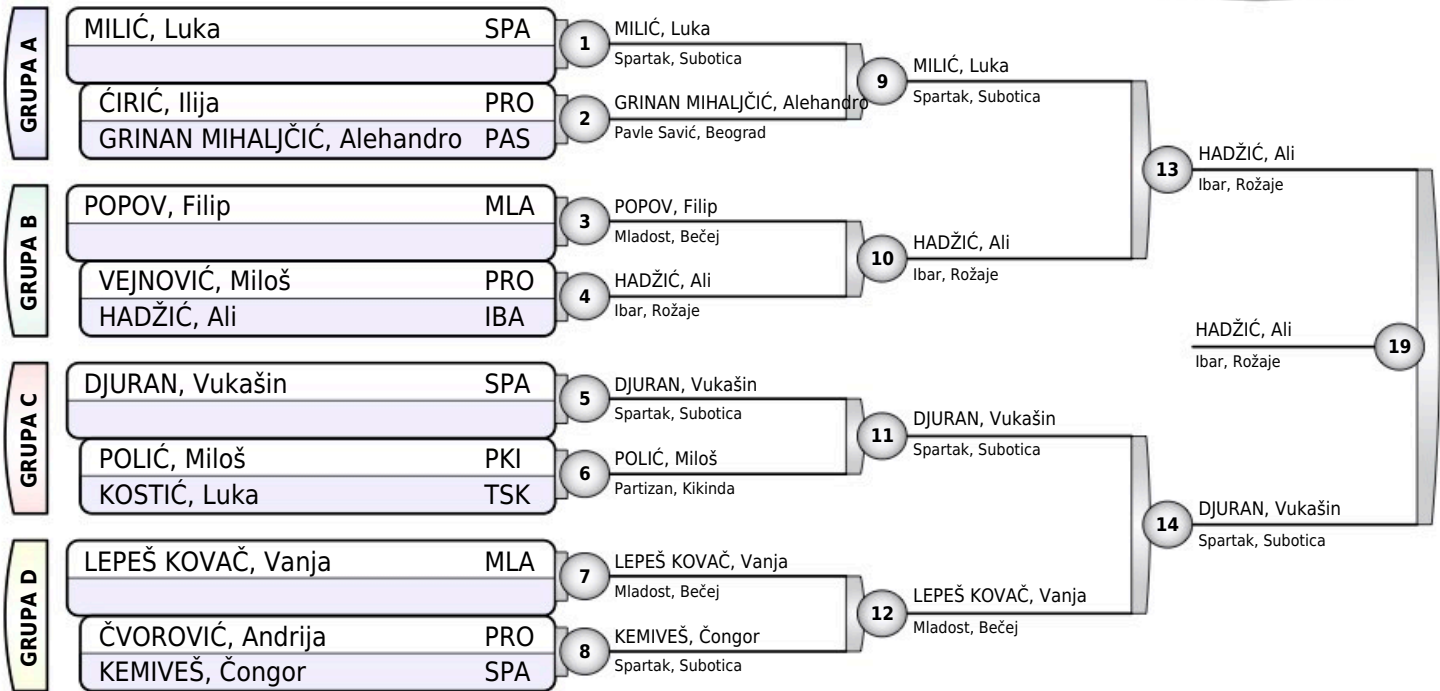 GRUPA A
MILIĆ, Luka SPA
ĆIRIĆ, Ilija PRO
GRINAN MIHALJČIĆ, Alehandro PAS
GRUPA B
POPOV, Filip MLA
VEJNOVIĆ, Miloš PRO
HADŽIĆ, Ali IBA
GRUPA C
DJURAN, Vukašin SPA
POLIĆ, Miloš PKI
KOSTIĆ, Luka TSK
GRUPA D
LEPEŠ KOVAČ, Vanja MLA
ČVOROVIĆ, Andrija PRO
KEMIVEŠ, Čongor SPA
1
MILIĆ, Luka
Spartak, Subotica
2
GRINAN MIHALJČIĆ, Alehandro
Pavle Savić, Beograd
3
POPOV, Filip
Mladost, Bečej
4
HADŽIĆ, Ali
Ibar, Rožaje
5
DJURAN, Vukašin
Spartak, Subotica
6
POLIĆ, Miloš
Partizan, Kikinda
7
LEPEŠ KOVAČ, Vanja
Mladost, Bečej
8
KEMIVEŠ, Čongor
Spartak, Subotica
9
MILIĆ, Luka
Spartak, Subotica
10
HADŽIĆ, Ali
Ibar, Rožaje
11
DJURAN, Vukašin
Spartak, Subotica
12
LEPEŠ KOVAČ, Vanja
Mladost, Bečej
13
HADŽIĆ, Ali
Ibar, Rožaje
14
DJURAN, Vukašin
Spartak, Subotica
HADŽIĆ, Ali
Ibar, Rožaje
19